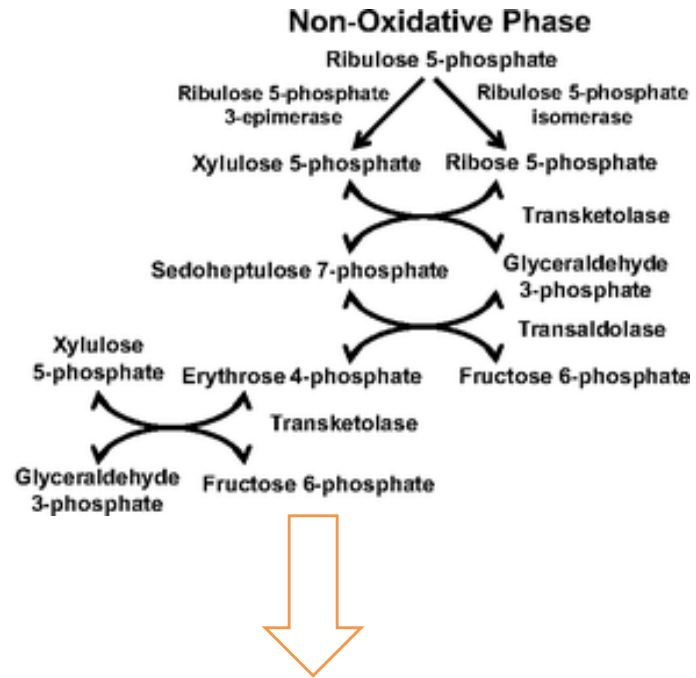 Non-Oxidative Phase
Ribulose 5-phosphate
Ribulose 5-phosphate
3-epimerase
Ribulose 5-phosphate
isomerase
Xylulose 5-phosphate
Ribose 5-phosphate
Transketolase
Sedoheptulose 7-phosphate
Glyceraldehyde
3-phosphate
Transaldolase
Xylulose
5-phosphate
Erythrose 4-phosphate
Fructose 6-phosphate
Transketolase
Glyceraldehyde
3-phosphate
Fructose 6-phosphate